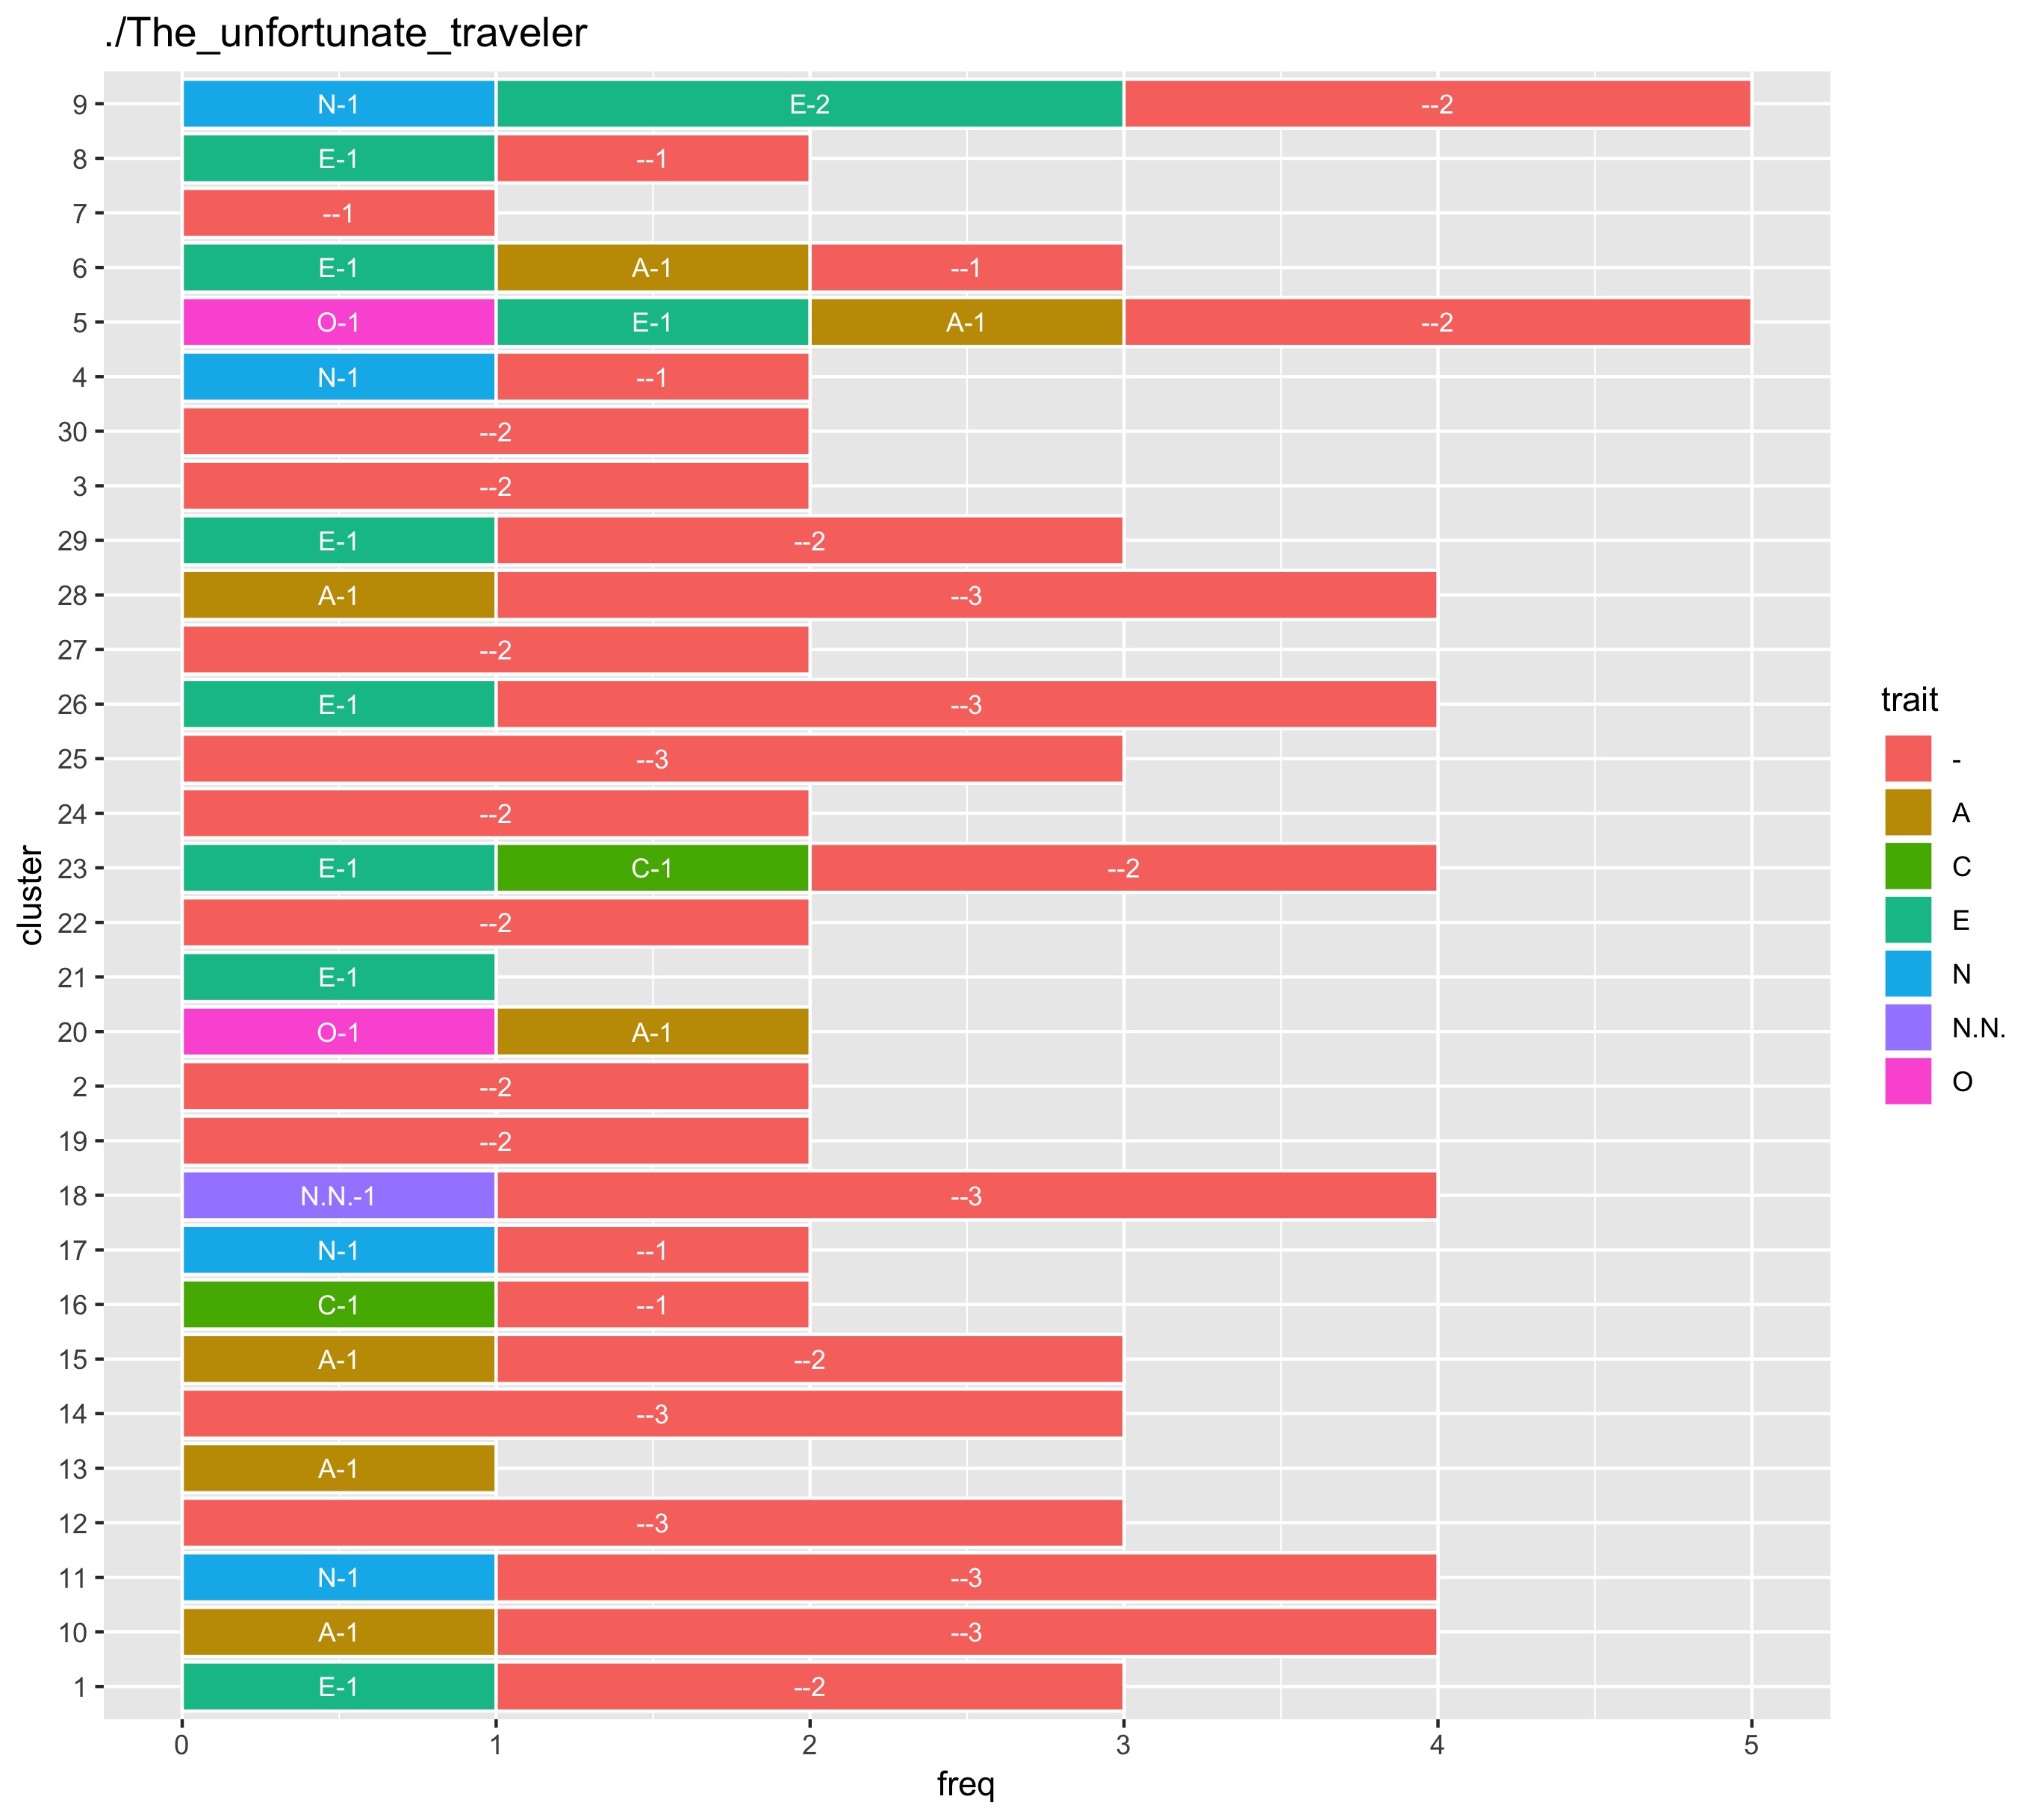 ./The_unfortunate_traveler
9 N-1 E-2 --2
8 E-1 --1
7 --1
6 E-1 A-1 --1
5 O-1 E-1 A-1 --2
4 N-1 --1
30 --2
3 --2
29 E-1 --2
28 A-1 --3
27 --2
26 E-1 --3
25 --3
24 --2
23 E-1 C-1 --2
22 --2
21 E-1
20 O-1 A-1
2 --2
19 --2
18 N.N.-1 --3
17 N-1 --1
16 C-1 --1
15 A-1 --2
14 --3
13 A-1
12 --3
11 N-1 --3
10 A-1 --3
1 E-1 --2
0 1 2 3 4 5
freq
cluster
trait
-
A
C
E
N
N.N.
O